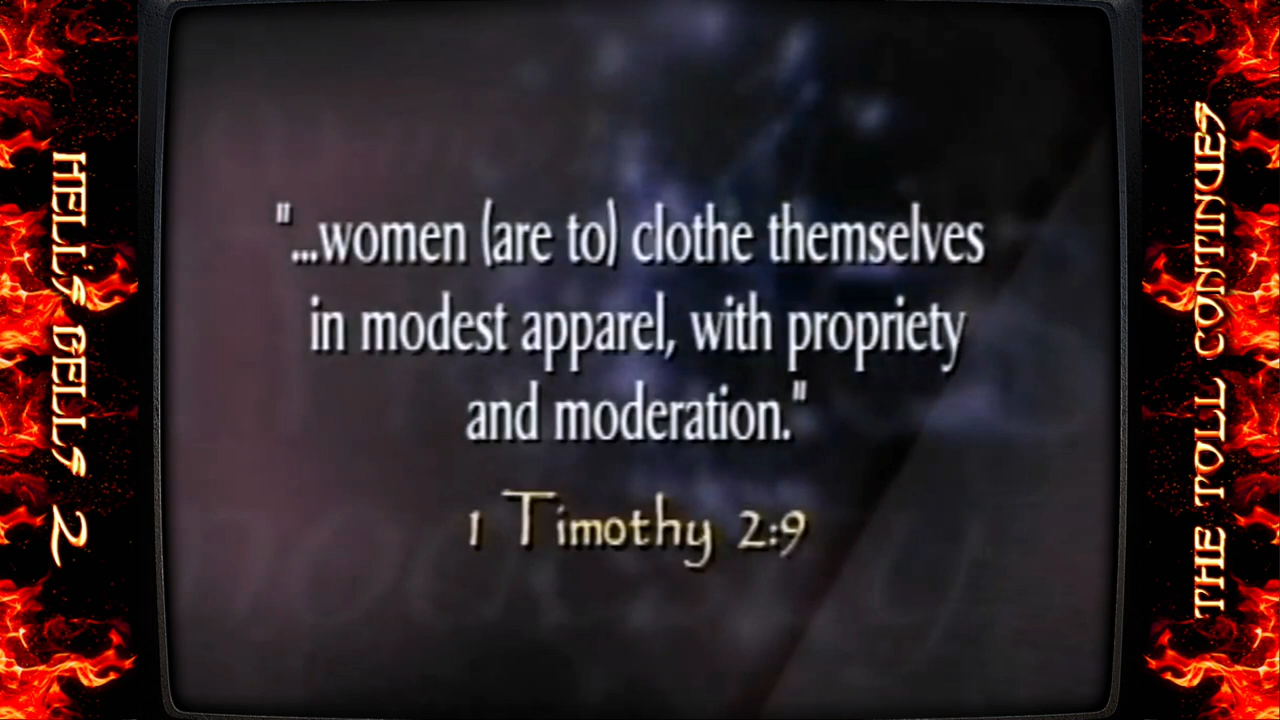 HELL'S BELLS 2
"...women (are to) clothe themselves
in modest apparel, with propriety
and moderation."
1 Timothy 2:9
THE TOLL CONTINUES